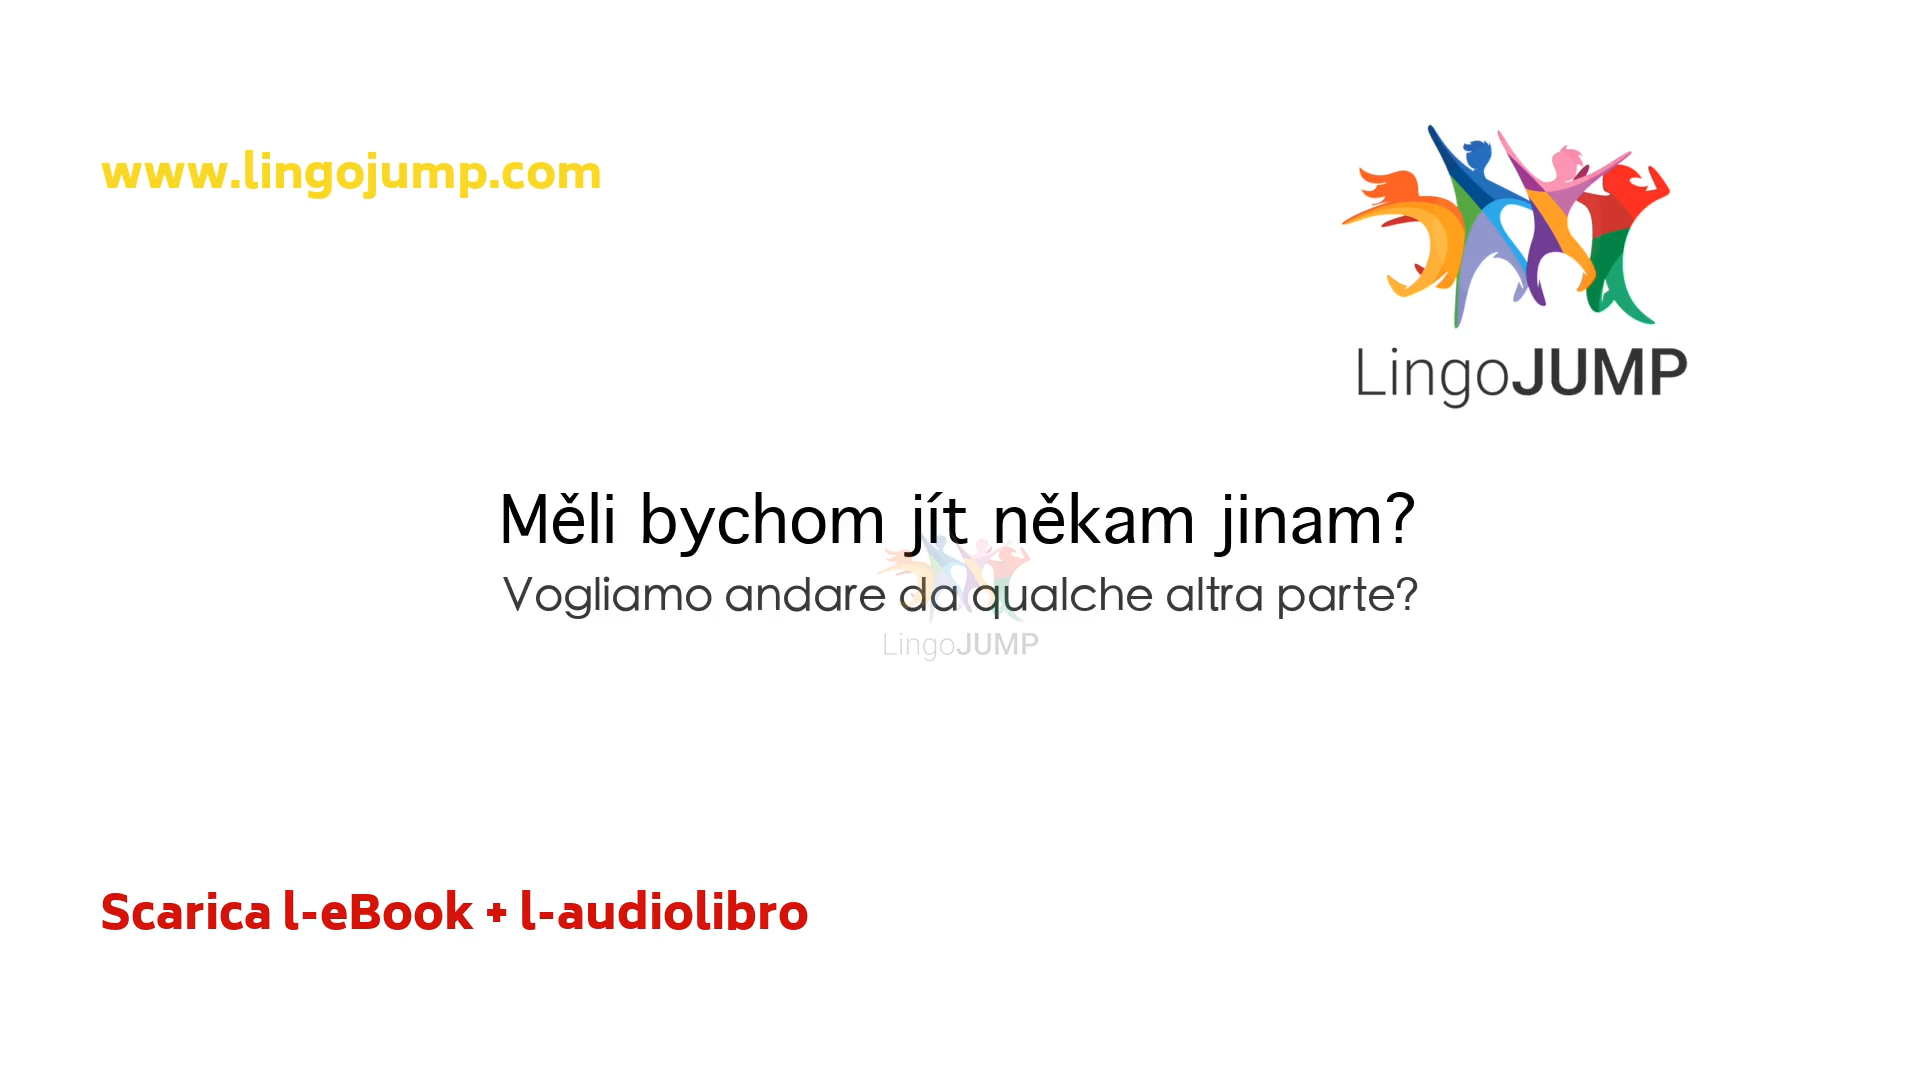 www.lingojump.com
LingoJUMP
Měli bychom jít někam jinam?
Vogliamo andare da qualche altra parte?
LingoJUMP
Scarica l-eBook + l-audiolibro